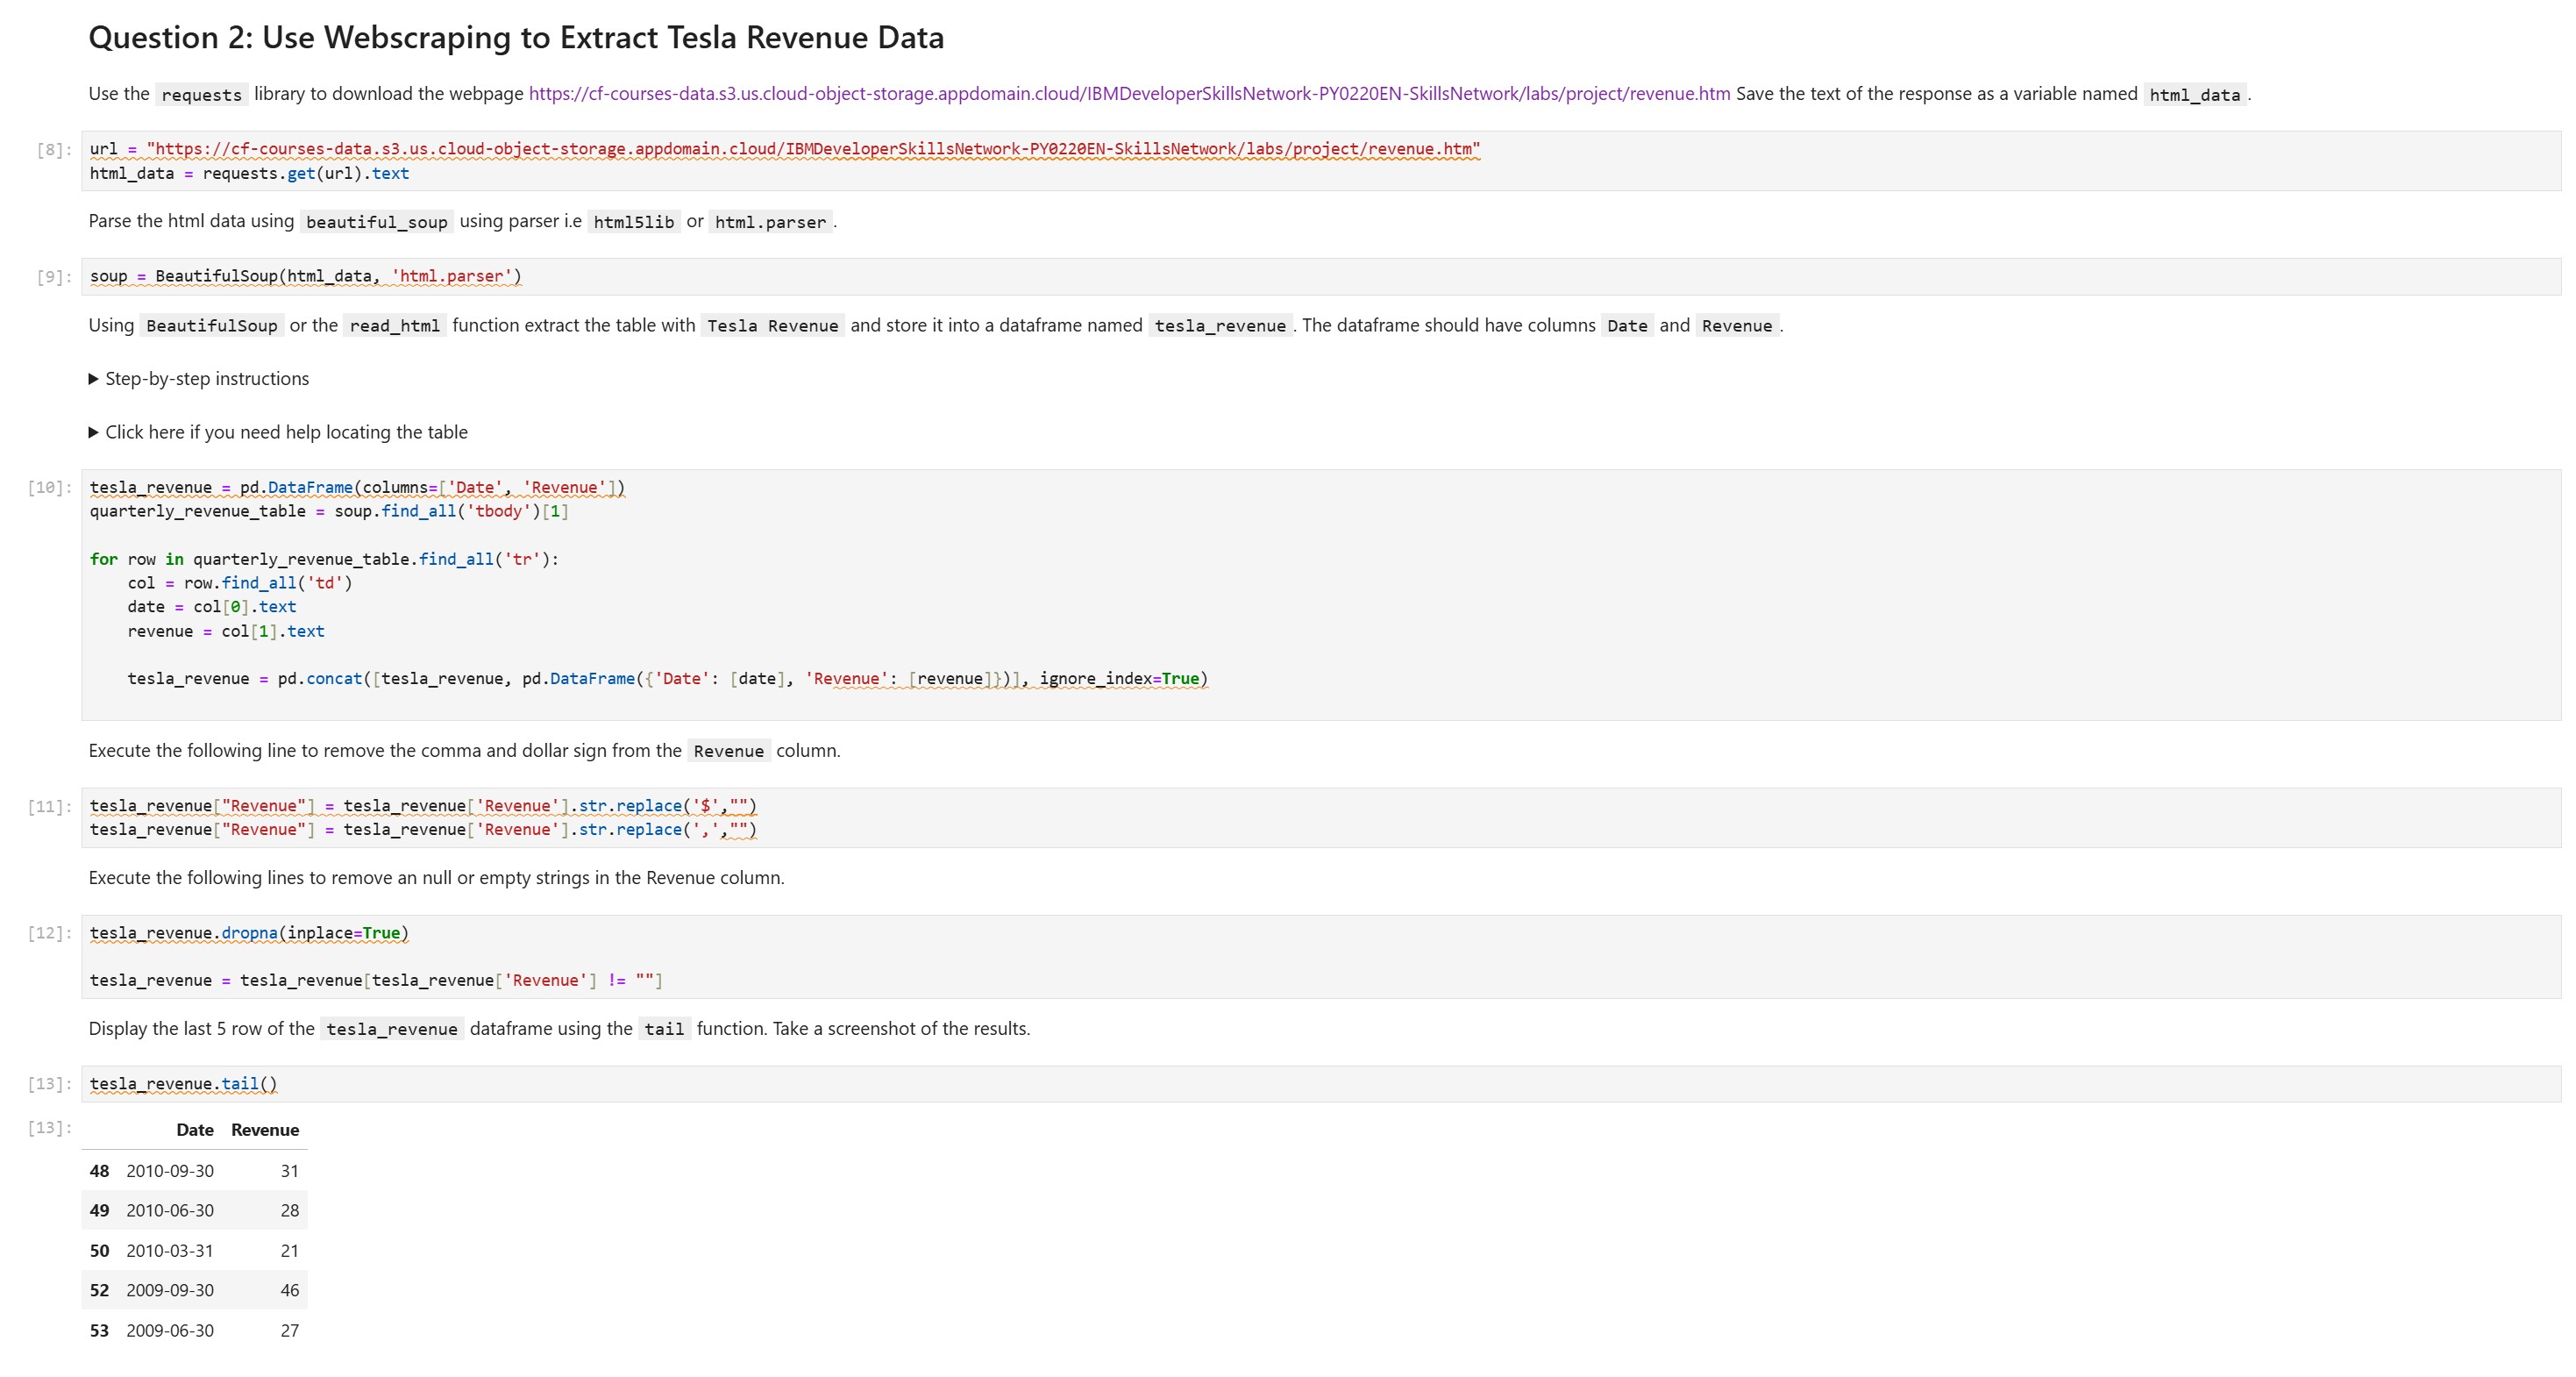 Question 2: Use Webscraping to Extract Tesla Revenue Data
Use the requests library to download the webpage https://cf-courses-data.s3.us.cloud-object-storage.appdomain.cloud/IBMDeveloperSkillsNetwork-PY0220EN-SkillsNetwork/labs/project/revenue.htm Save the text of the response as a variable named html_data.
[8]: url = "https://cf-courses-data.s3.us.cloud-object-storage.appdomain.cloud/IBMDeveloperSkillsNetwork-PY0220EN-SkillsNetwork/labs/project/revenue.htm"
html_data = requests.get(url).text
Parse the html data using beautiful_soup using parser i.e html5lib or html.parser.
[9]: soup = BeautifulSoup(html_data, 'html.parser')
Using BeautifulSoup or the read_html function extract the table with Tesla Revenue and store it into a dataframe named tesla_revenue. The dataframe should have columns Date and Revenue.
▶ Step-by-step instructions
▶ Click here if you need help locating the table
[10]: tesla_revenue = pd.DataFrame(columns=['Date', 'Revenue'])
quarterly_revenue_table = soup.find_all('tbody')[1]
for row in quarterly_revenue_table.find_all('tr'):
    col = row.find_all('td')
    date = col[0].text
    revenue = col[1].text
    tesla_revenue = pd.concat([tesla_revenue, pd.DataFrame({'Date': [date], 'Revenue': [revenue]})], ignore_index=True)
Execute the following line to remove the comma and dollar sign from the Revenue column.
[11]: tesla_revenue["Revenue"] = tesla_revenue['Revenue'].str.replace('$',"")
tesla_revenue["Revenue"] = tesla_revenue['Revenue'].str.replace(',',"")
Execute the following lines to remove an null or empty strings in the Revenue column.
[12]: tesla_revenue.dropna(inplace=True)
tesla_revenue = tesla_revenue[tesla_revenue['Revenue'] != ""]
Display the last 5 row of the tesla_revenue dataframe using the tail function. Take a screenshot of the results.
[13]: tesla_revenue.tail()
[13]: Date Revenue
48 2010-09-30 31
49 2010-06-30 28
50 2010-03-31 21
52 2009-09-30 46
53 2009-06-30 27